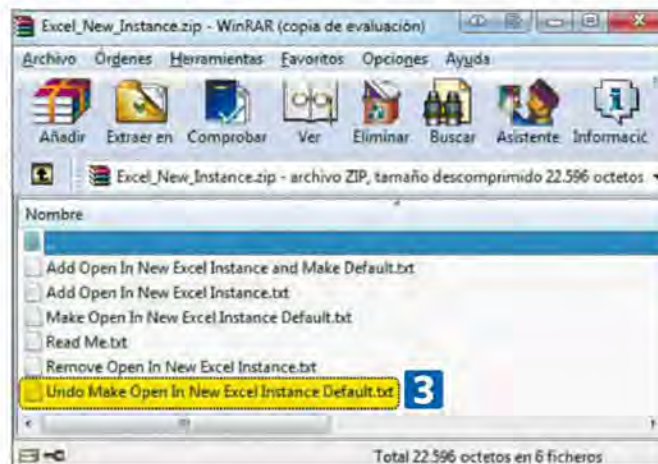 Excel_New_Instance.zip - WinRAR (copia de evaluación)
Archivo Órdenes Herramientas Favoritos Opciones Ayuda
Añadir Extraer en Comprobar Ver Eliminar Buscar Asistente Informació
Excel_New_Instance.zip - archivo ZIP, tamaño descomprimido 22.596 octetos
Nombre
..
Add Open In New Excel Instance and Make Default.txt
Add Open In New Excel Instance.txt
Make Open In New Excel Instance Default.txt
Read Me.txt
Remove Open In New Excel Instance.txt
Undo Make Open In New Excel Instance Default.txt 3
Total 22.596 octetos en 6 ficheros